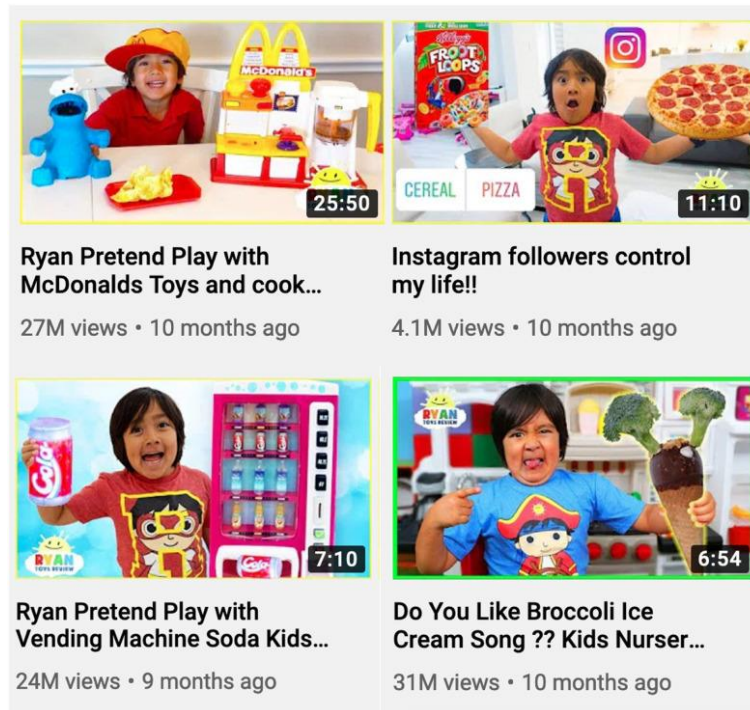 McDonald's
25:50
Kellogg's
FROOT
LOOPS
CEREAL
PIZZA
11:10
Ryan Pretend Play with
McDonalds Toys and cook...
27M views • 10 months ago
Instagram followers control
my life!!
4.1M views • 10 months ago
Cola
Cola
RYAN
TOYS REVIEW
7:10
RYAN
TOYS REVIEW
6:54
Ryan Pretend Play with
Vending Machine Soda Kids...
24M views • 9 months ago
Do You Like Broccoli Ice
Cream Song ?? Kids Nurser...
31M views • 10 months ago